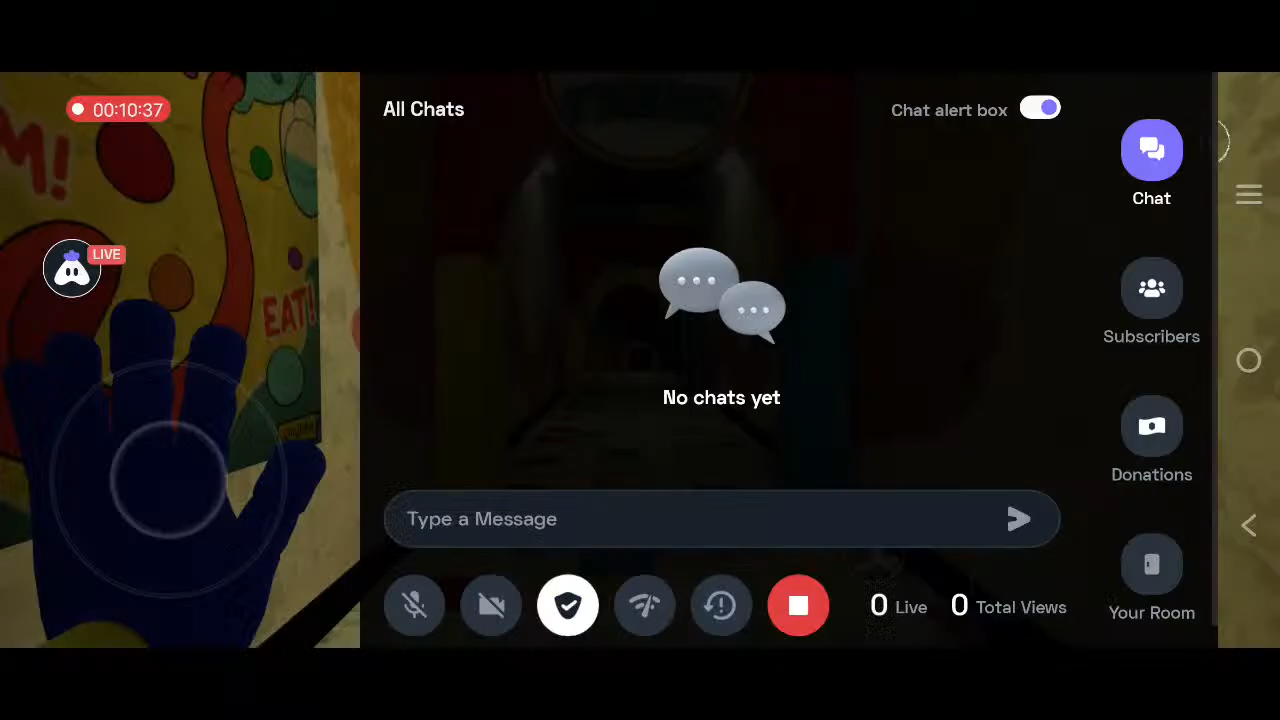 00:10:37
LIVE
M!
EAT!
All Chats
Chat alert box
No chats yet
Type a Message
0 Live
0 Total Views
Chat
Subscribers
Donations
Your Room